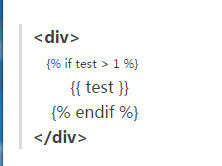 <div>
{% if test > 1 %}
{{ test }}
{% endif %}
</div>